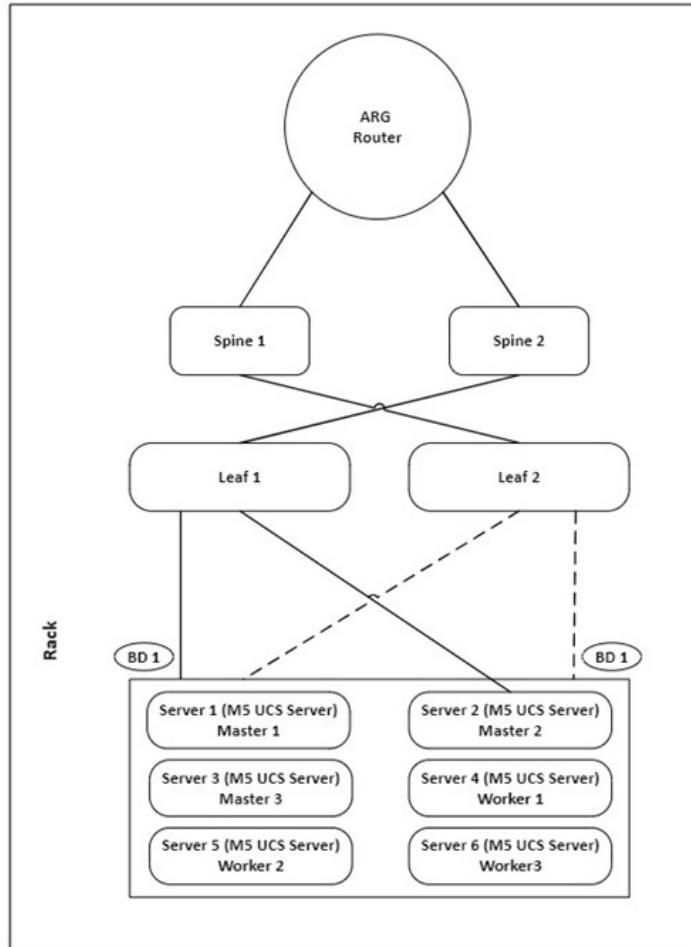 ARG
Router
Spine 1
Spine 2
Leaf 1
Leaf 2
Rack
BD 1
BD 1
Server 1 (M5 UCS Server)
Master 1
Server 2 (M5 UCS Server)
Master 2
Server 3 (M5 UCS Server)
Master 3
Server 4 (M5 UCS Server)
Worker 1
Server 5 (M5 UCS Server)
Worker 2
Server 6 (M5 UCS Server)
Worker3